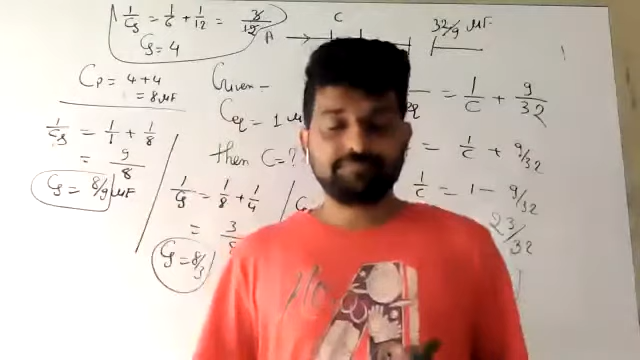 1/Cs = 1/6 + 1/12 = 3/12
Cs = 4
A
C
32/9 μF
Cp = 4+4
= 8 μF
Given -
Ceq = 1 μ
then C = ?
1/Cs = 1/1 + 1/8
= 9/8
Cs = 8/9 μF
1/Cs = 1/8 + 1/4
= 3/
Cs = 8/3
= 1/C + 9/32
= 1/C + 9/32
1/C = 1 - 9/32
23/32